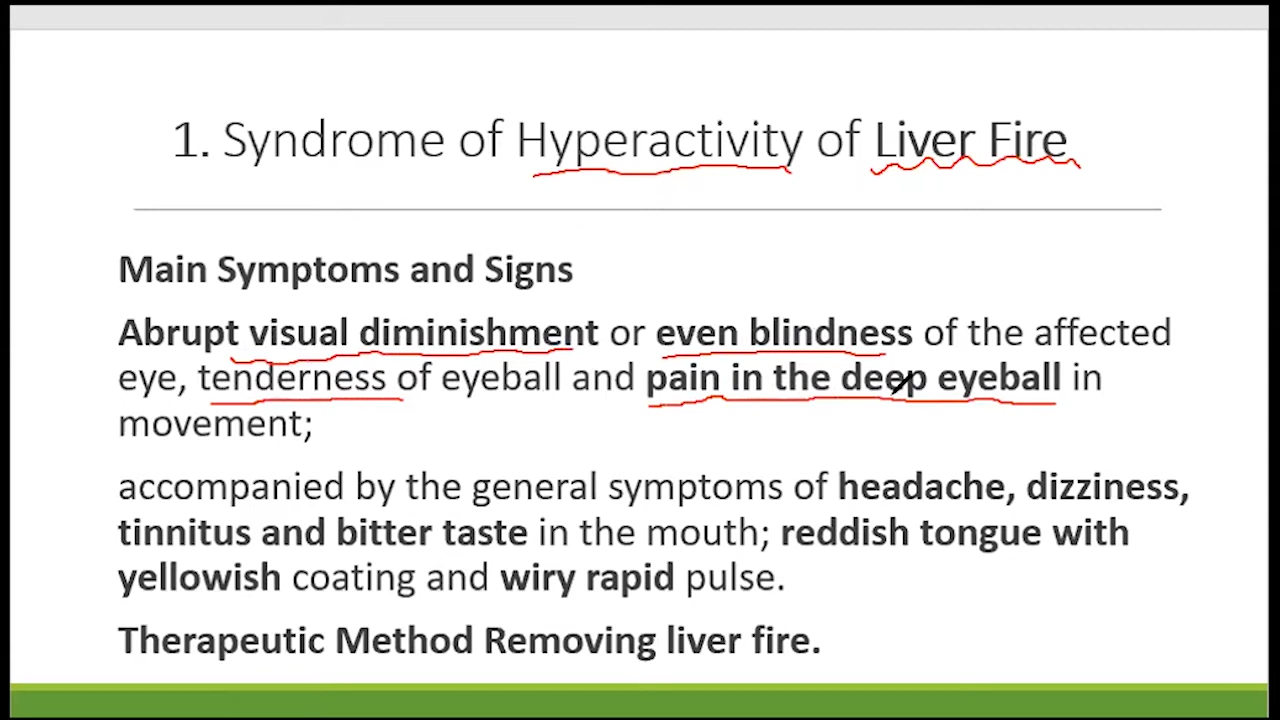 1. Syndrome of Hyperactivity of Liver Fire
Main Symptoms and Signs
Abrupt visual diminishment or even blindness of the affected
eye, tenderness of eyeball and pain in the deep eyeball in
movement;
accompanied by the general symptoms of headache, dizziness,
tinnitus and bitter taste in the mouth; reddish tongue with
yellowish coating and wiry rapid pulse.
Therapeutic Method Removing liver fire.